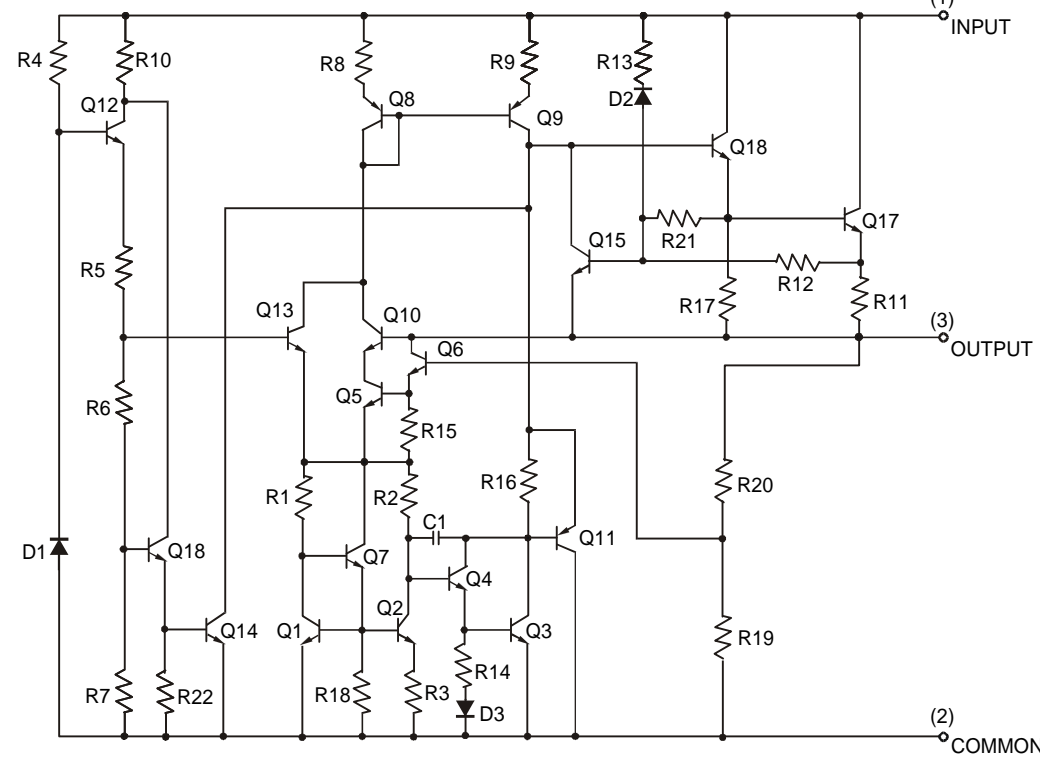 (1)
INPUT
R4
R10
R8
R9
R13
D2
Q12
Q8
Q9
Q18
Q17
Q15
R21
R5
R12
R17
R11
Q13
Q10
(3)
OUTPUT
Q6
Q5
R6
R15
R1
R2
R16
R20
C1
D1
Q18
Q7
Q11
Q4
Q2
Q14
Q1
Q3
R19
R14
R7
R22
R18
R3
D3
(2)
COMMON